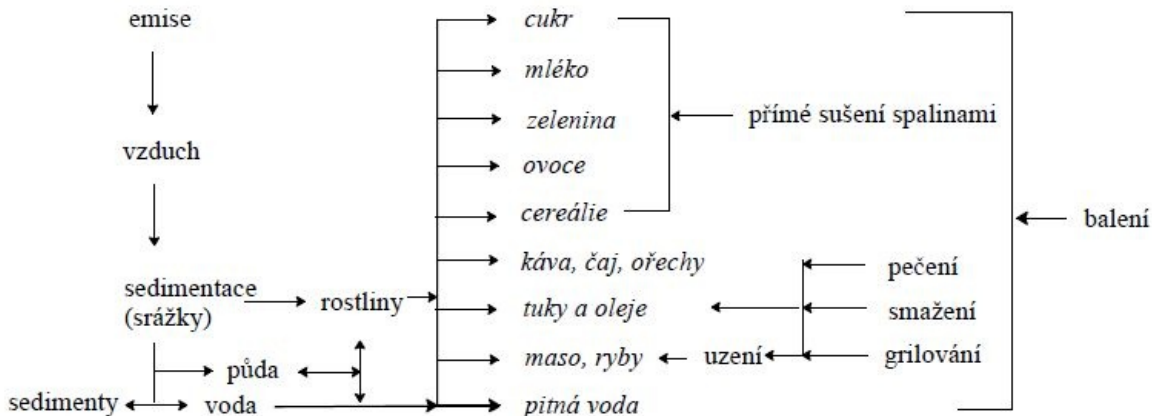 emise
cukr
mléko
zelenina
přímé sušení spalinami
vzduch
ovoce
cereálie
balení
káva, čaj, ořechy
pečení
sedimentace
(srážky)
rostliny
tuky a oleje
smažení
maso, ryby
uzení
grilování
půda
sedimenty
voda
pitná voda